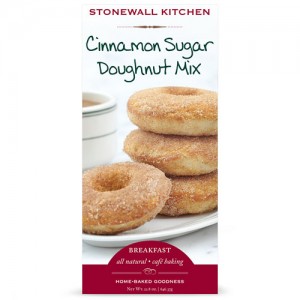 STONEWALL KITCHEN
Cinnamon Sugar
Doughnut Mix
BREAKFAST
all natural • café baking
HOME-BAKED GOODNESS